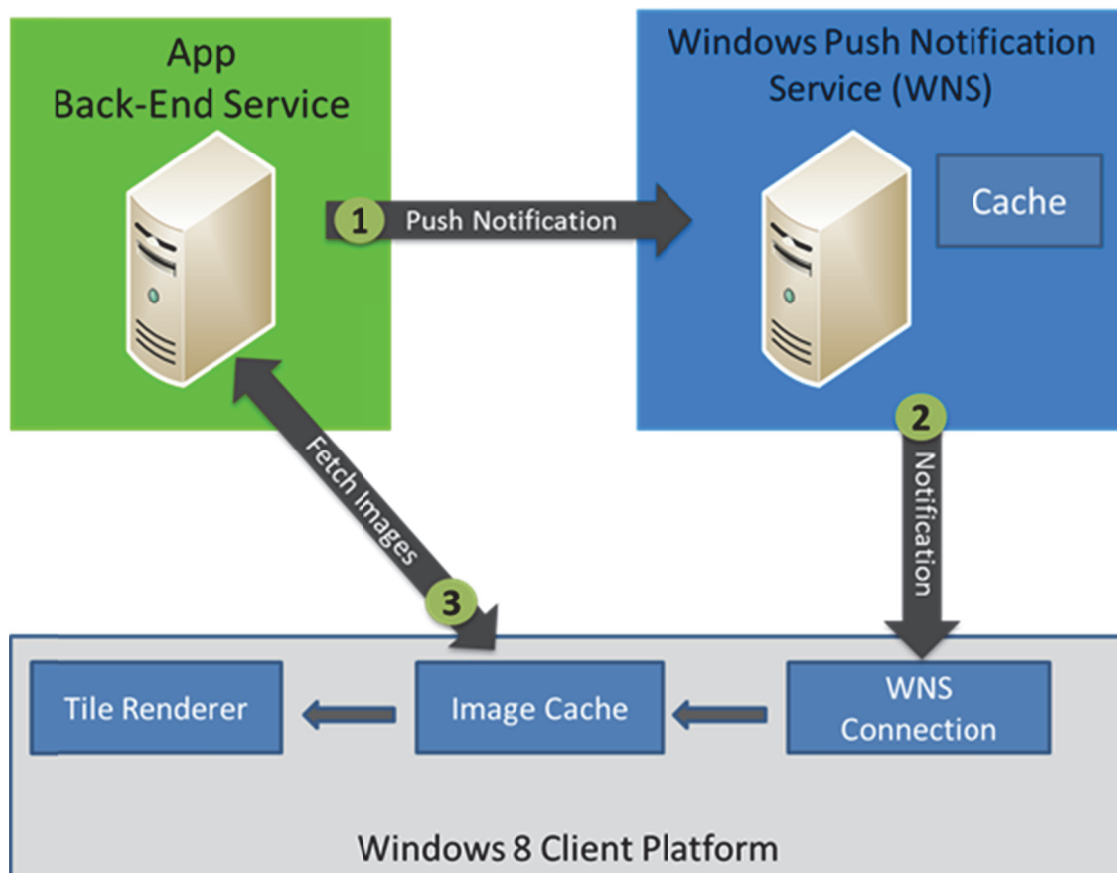 App
Back-End Service
Windows Push Notification
Service (WNS)
Cache
1
Push Notification
2
Notification
Fetch Images
3
Tile Renderer
Image Cache
WNS
Connection
Windows 8 Client Platform